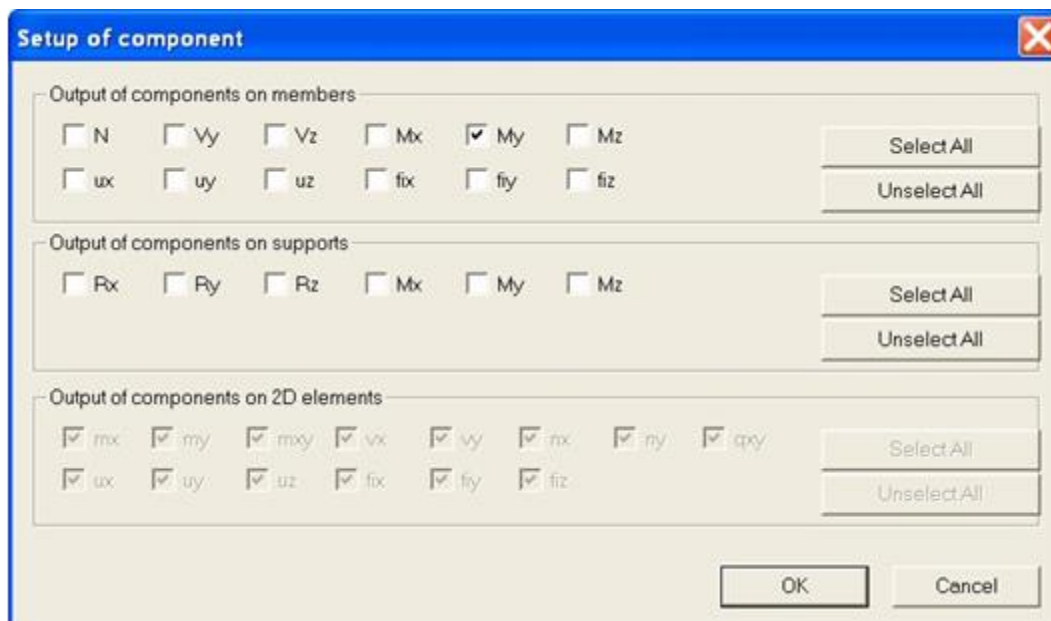 Setup of component
Output of components on members
N Vy Vz Mx My Mz
Select All
ux uy uz fix fiy fiz
Unselect All
Output of components on supports
Rx Ry Rz Mx My Mz
Select All
Unselect All
Output of components on 2D elements
mx my mxy vx vy nx ny qxy
Select All
ux uy uz fix fiy fiz
Unselect All
OK Cancel